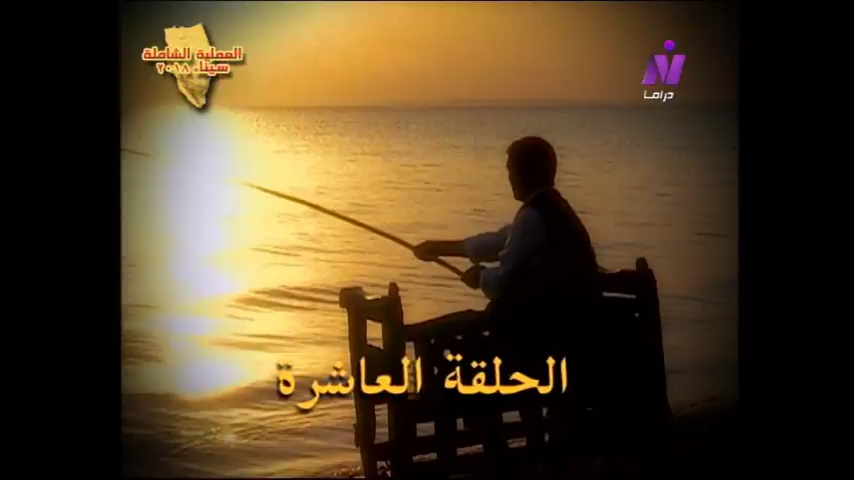 العملية الشاملة
سيناء ٢٠١٨
دراما
الحلقة العاشرة